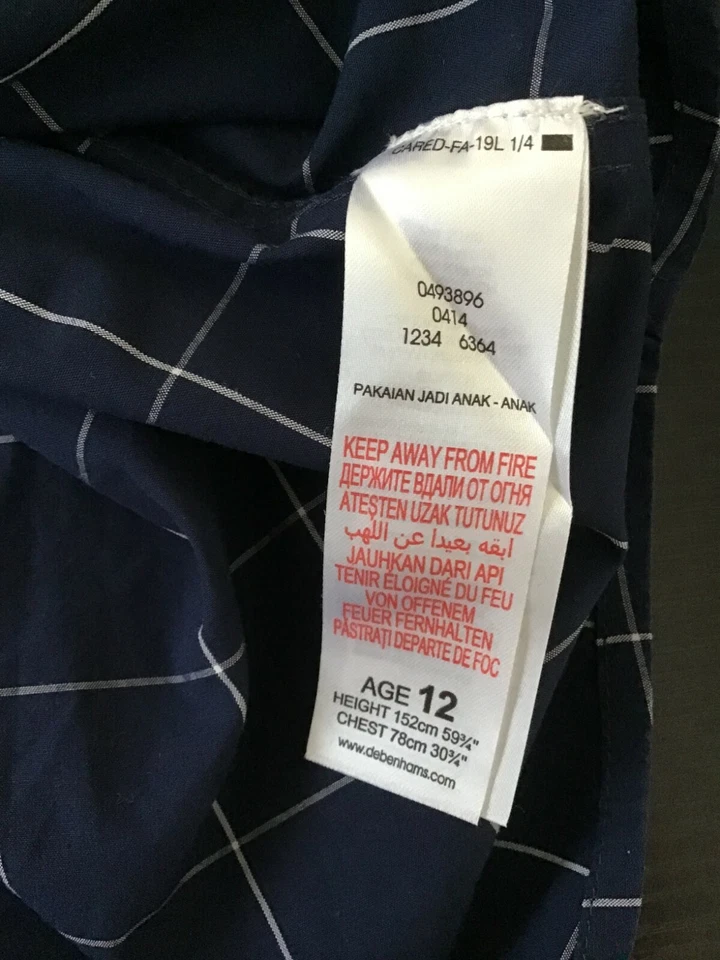 CARED-FA-19L 1/4
0493896
0414
1234 6364
PAKAIAN JADI ANAK - ANAK
KEEP AWAY FROM FIRE
ДЕРЖИТЕ ВДАЛИ ОТ ОГНЯ
ATEŞTEN UZAK TUTUNUZ
ابقه بعيدا عن اللهب
JAUHKAN DARI API
TENIR ÉLOIGNÉ DU FEU
VON OFFENEM
FEUER FERNHALTEN
PĂSTRAŢI DEPARTE DE FOC
AGE 12
HEIGHT 152cm 59¾"
CHEST 78cm 30¾"
www.debenhams.com